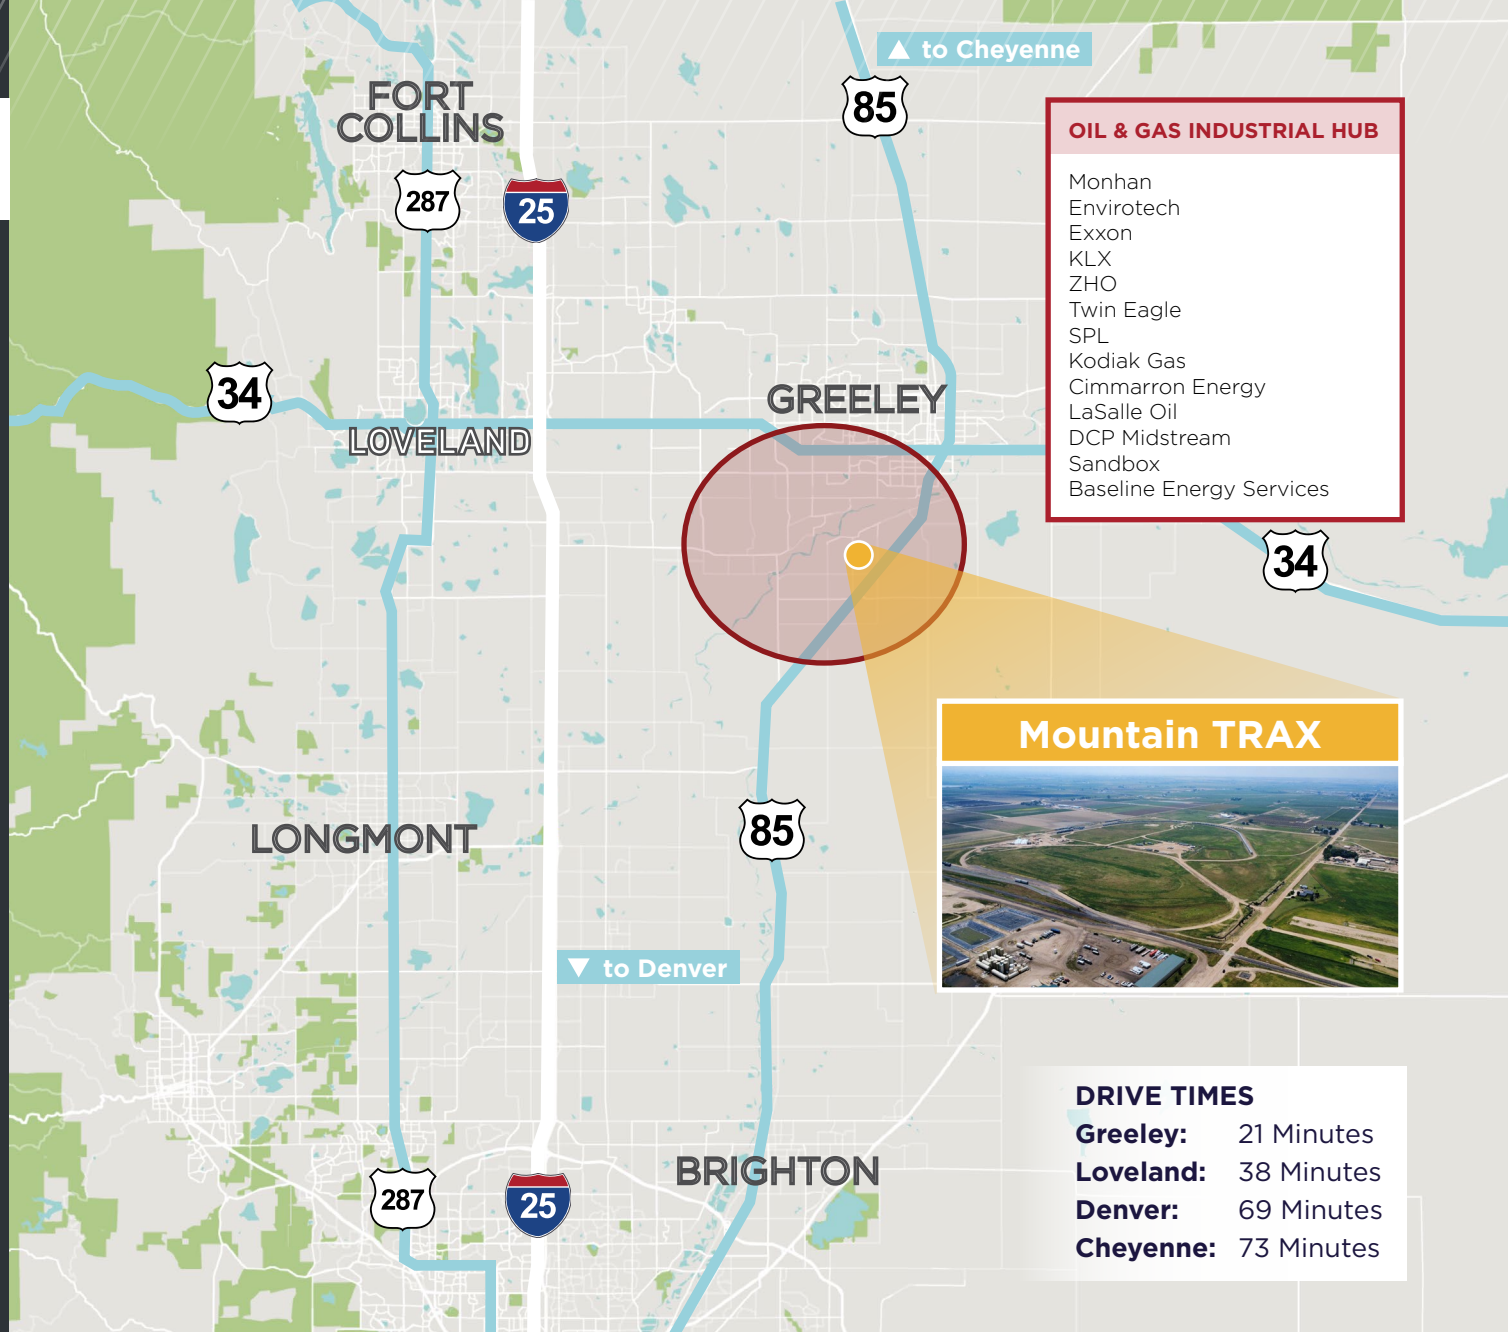 ▲ to Cheyenne
FORT
COLLINS
85
287
25
OIL & GAS INDUSTRIAL HUB
Monhan
Envirotech
Exxon
KLX
ZHO
Twin Eagle
SPL
Kodiak Gas
Cimmarron Energy
LaSalle Oil
DCP Midstream
Sandbox
Baseline Energy Services
34
GREELEY
LOVELAND
34
Mountain TRAX
85
LONGMONT
▼ to Denver
DRIVE TIMES
Greeley: 21 Minutes
Loveland: 38 Minutes
Denver: 69 Minutes
Cheyenne: 73 Minutes
BRIGHTON
287
25